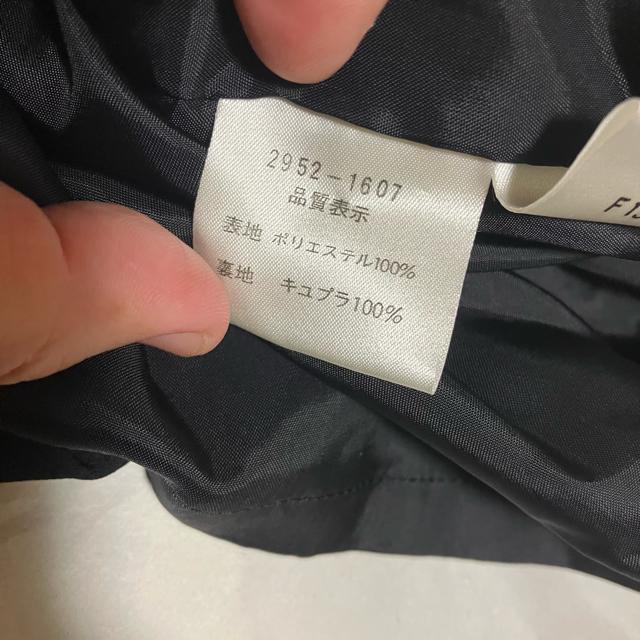 2952-1607
品質表示
表地 ポリエステル100%
裏地 キュプラ100%